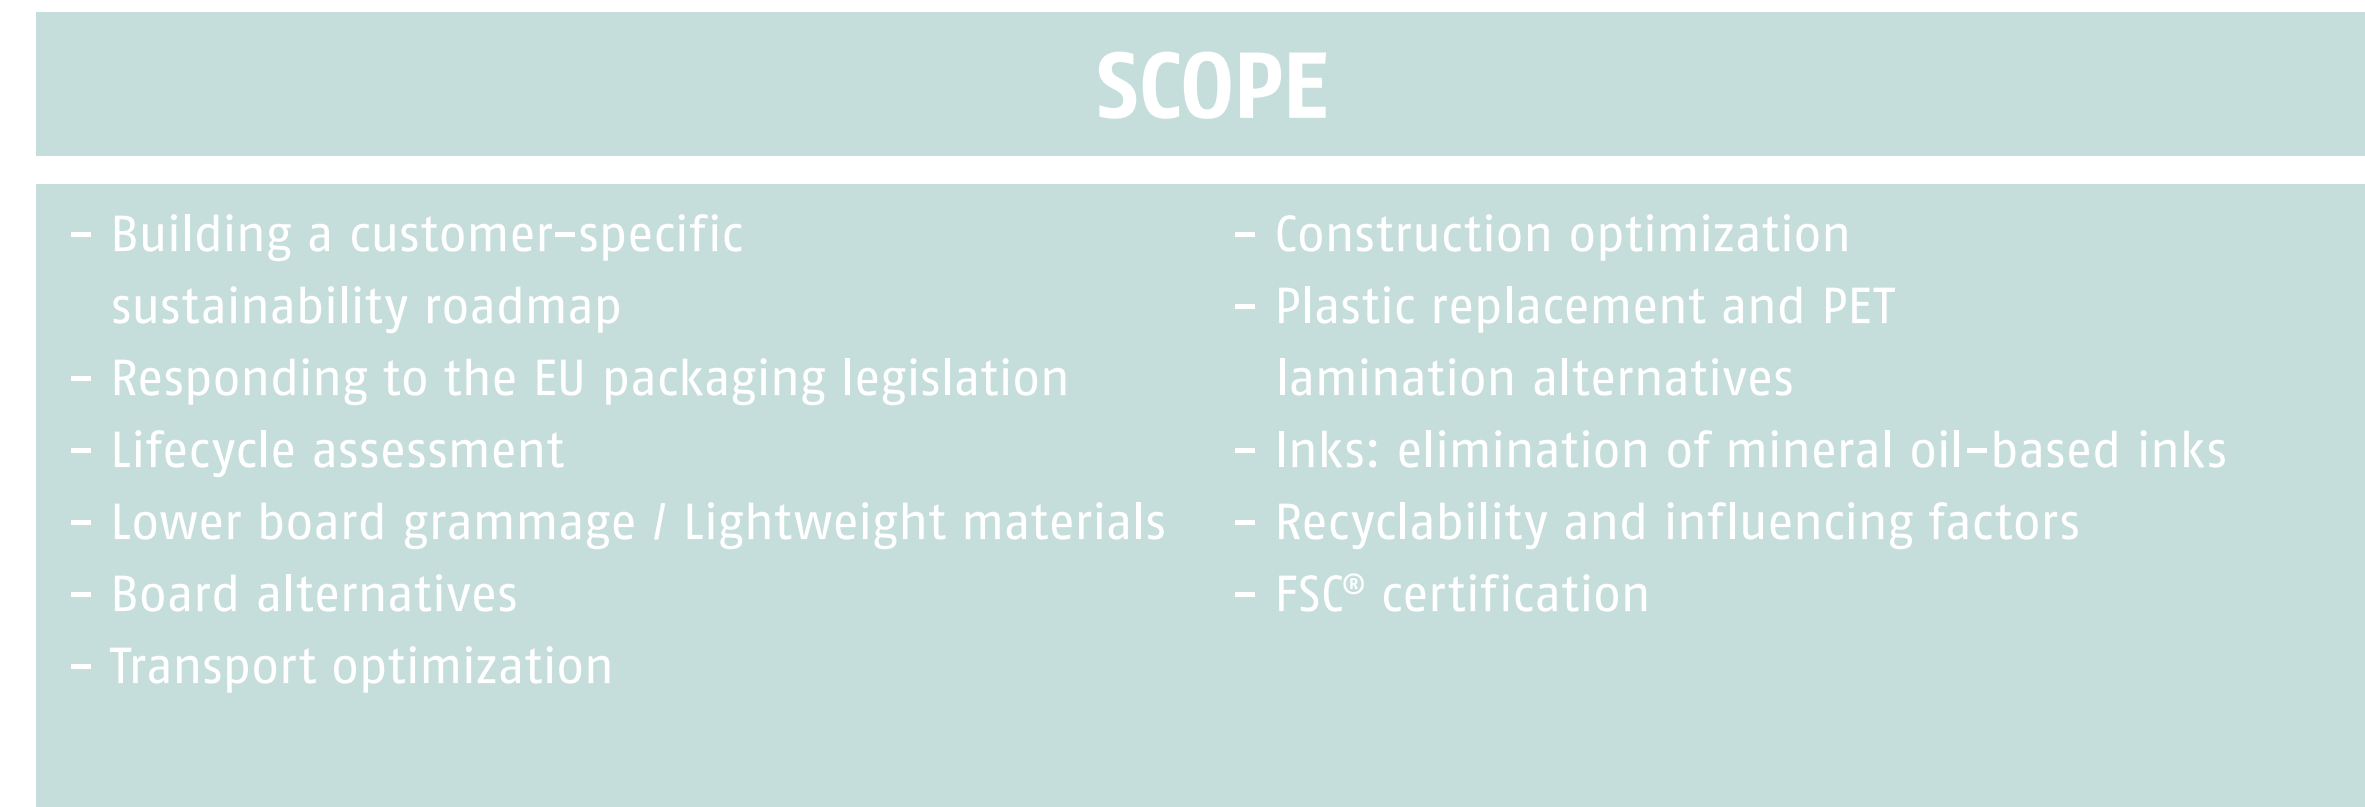 SCOPE
– Building a customer-specific
sustainability roadmap
– Responding to the EU packaging legislation
– Lifecycle assessment
– Lower board grammage / Lightweight materials
– Board alternatives
– Transport optimization
– Construction optimization
– Plastic replacement and PET
lamination alternatives
– Inks: elimination of mineral oil-based inks
– Recyclability and influencing factors
– FSC® certification